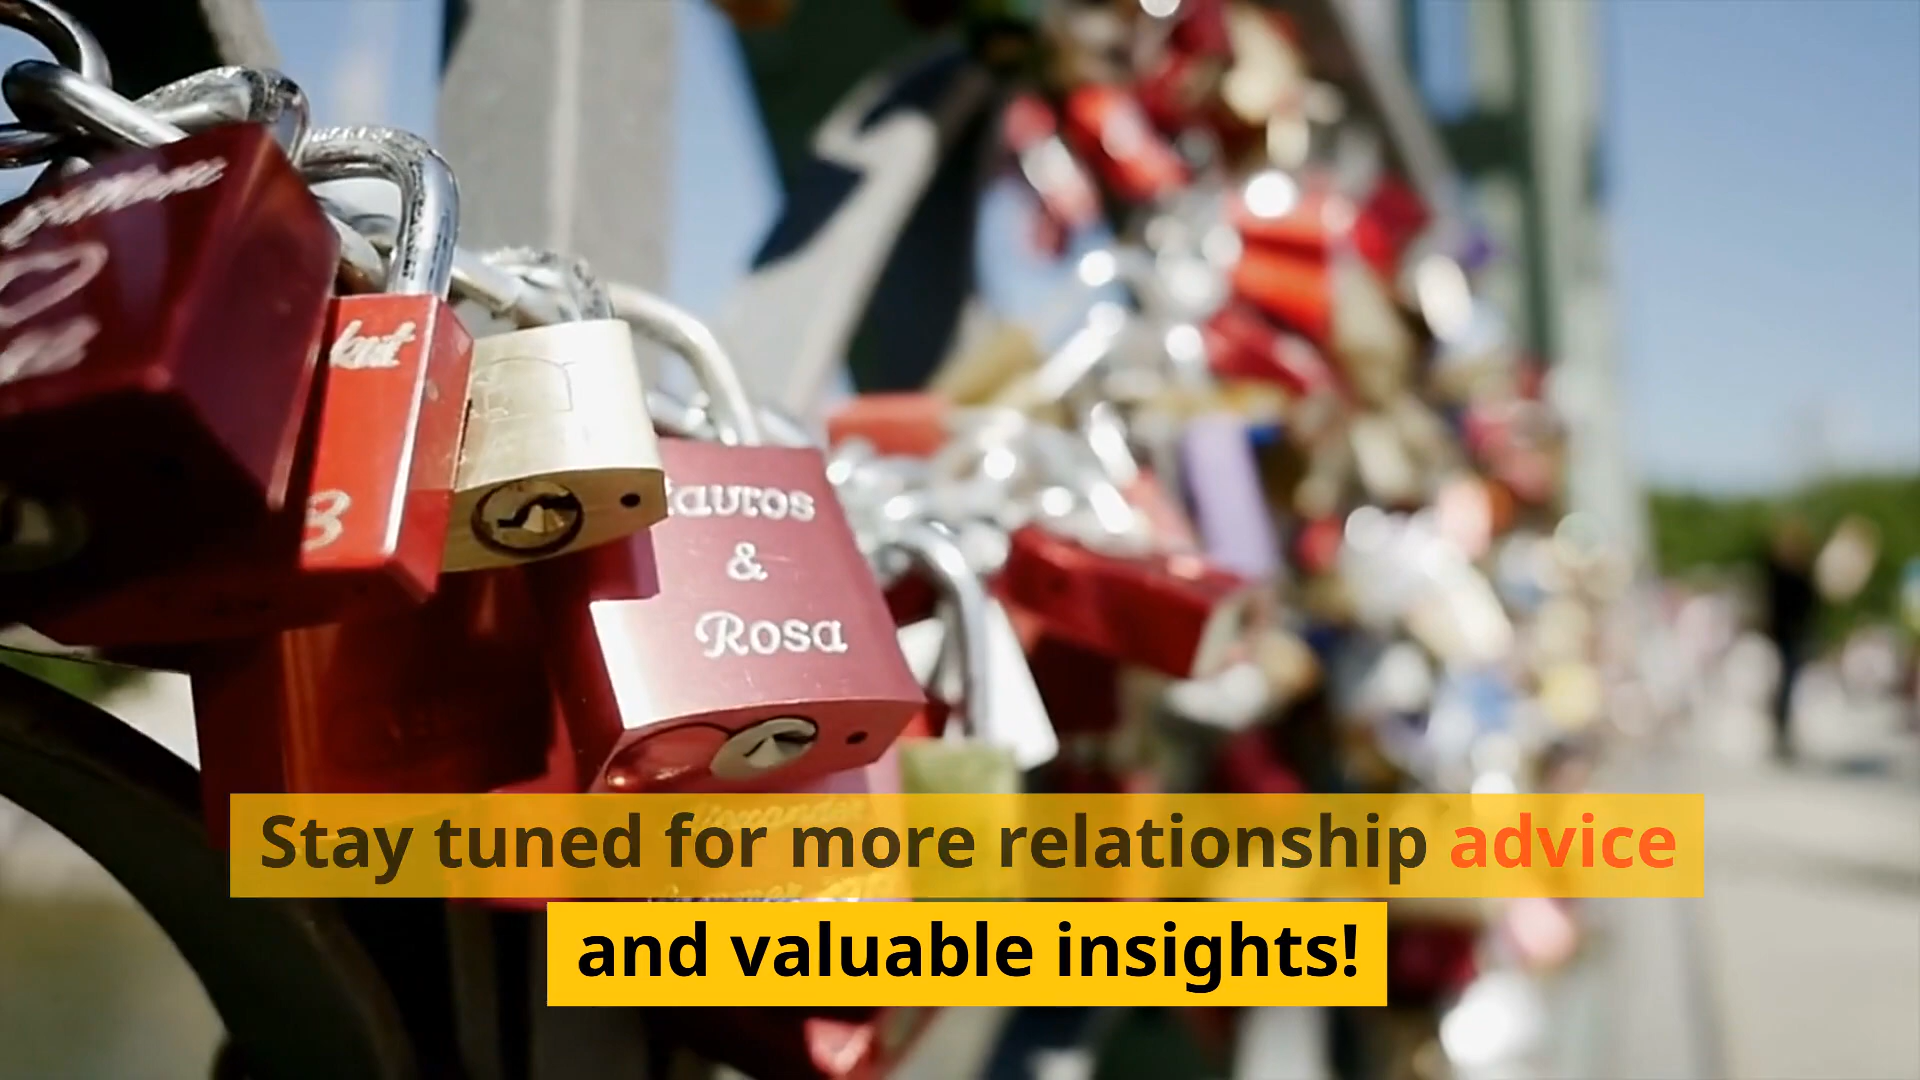 &
Rosa
Stay tuned for more relationship advice
and valuable insights!